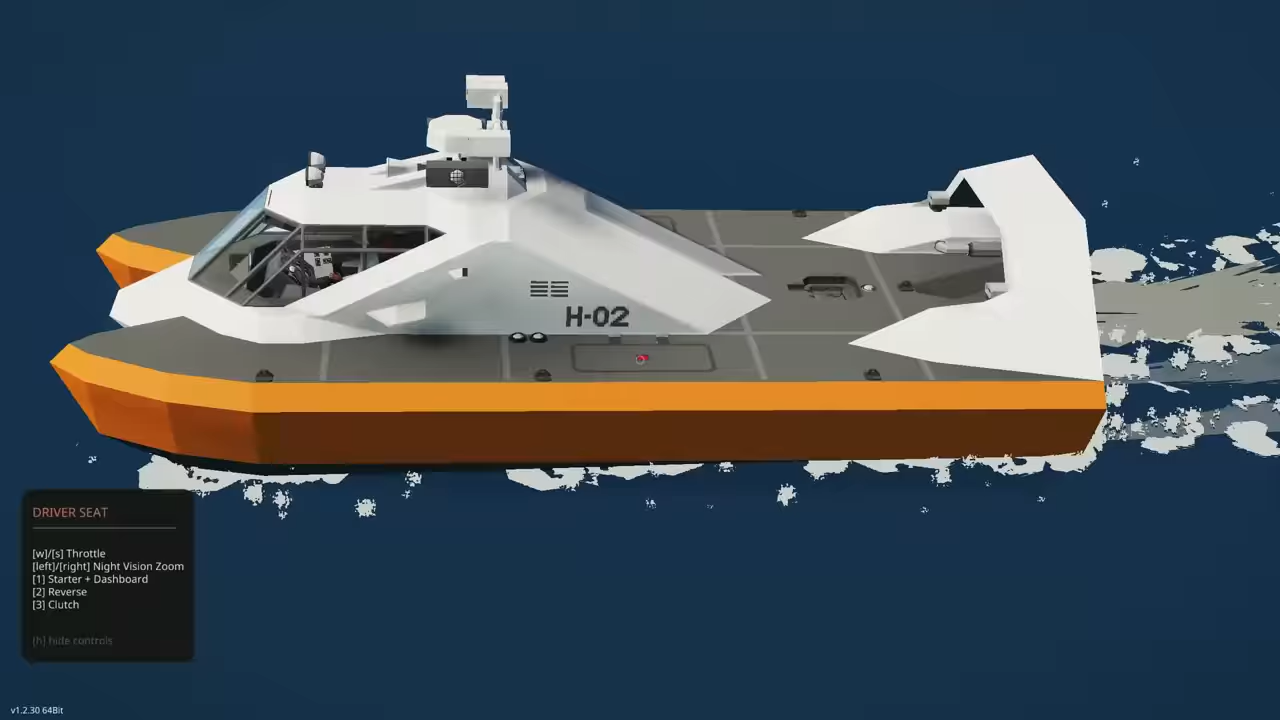 H-02
DRIVER SEAT
[w]/[s] Throttle
[left]/[right] Night Vision Zoom
[1] Starter + Dashboard
[2] Reverse
[3] Clutch
(h) hide controls
v1.2.30 64Bit